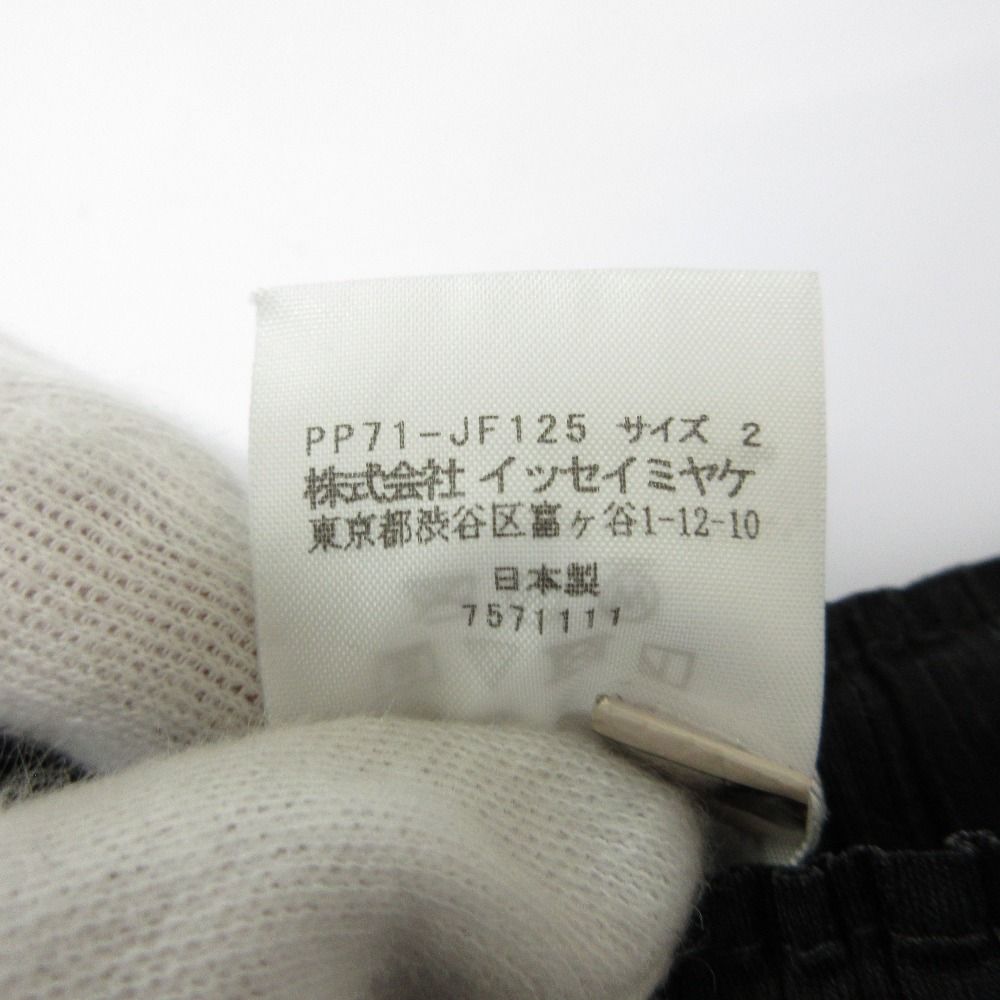 PP71-JF125 サイズ 2
株式会社 イッセイミヤケ
東京都渋谷区富ヶ谷1-12-10
日本製
7571111